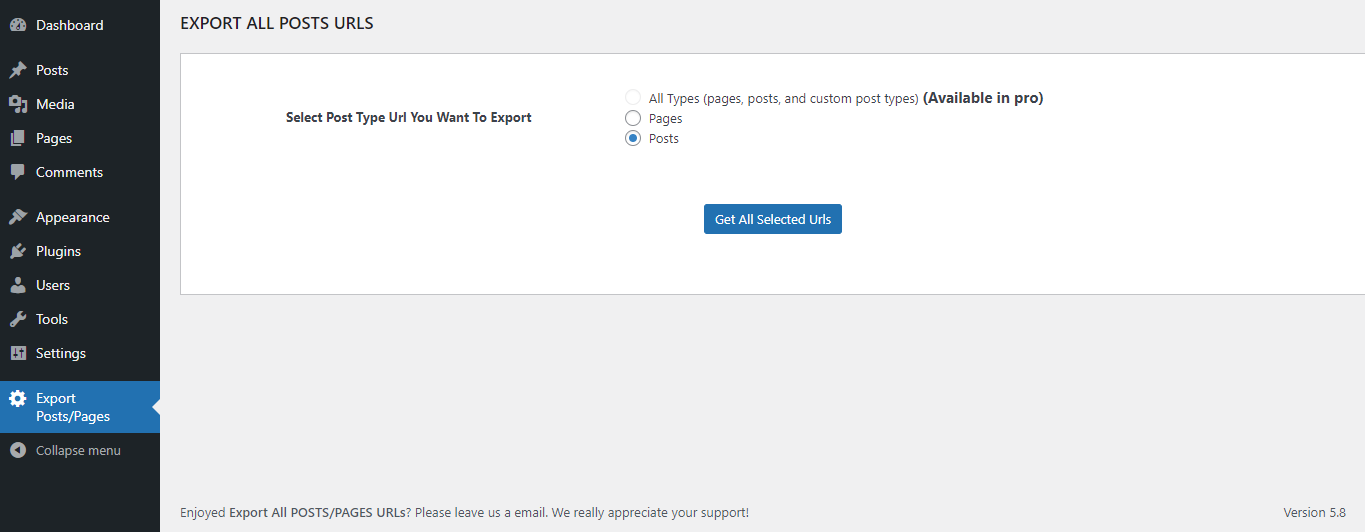 Dashboard
Posts
Media
Pages
Comments
Appearance
Plugins
Users
Tools
Settings
Export
Posts/Pages
Collapse menu
EXPORT ALL POSTS URLS
Select Post Type Url You Want To Export
All Types (pages, posts, and custom post types) (Available in pro)
Pages
Posts
Get All Selected Urls
Enjoyed Export All POSTS/PAGES URLs? Please leave us a email. We really appreciate your support!
Version 5.8